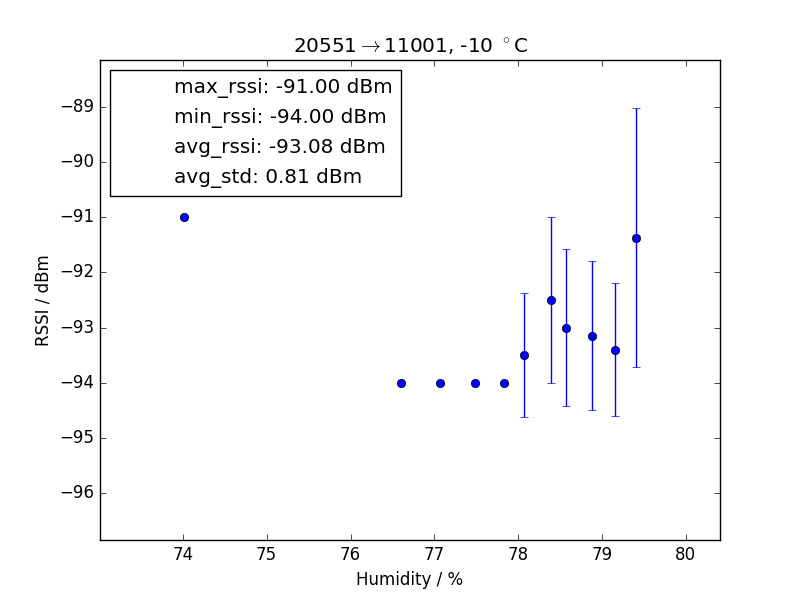 20551→11001, -10 °C
max_rssi: -91.00 dBm
min_rssi: -94.00 dBm
avg_rssi: -93.08 dBm
avg_std: 0.81 dBm
RSSI / dBm
−89
−90
−91
−92
−93
−94
−95
−96
74 75 76 77 78 79 80
Humidity / %